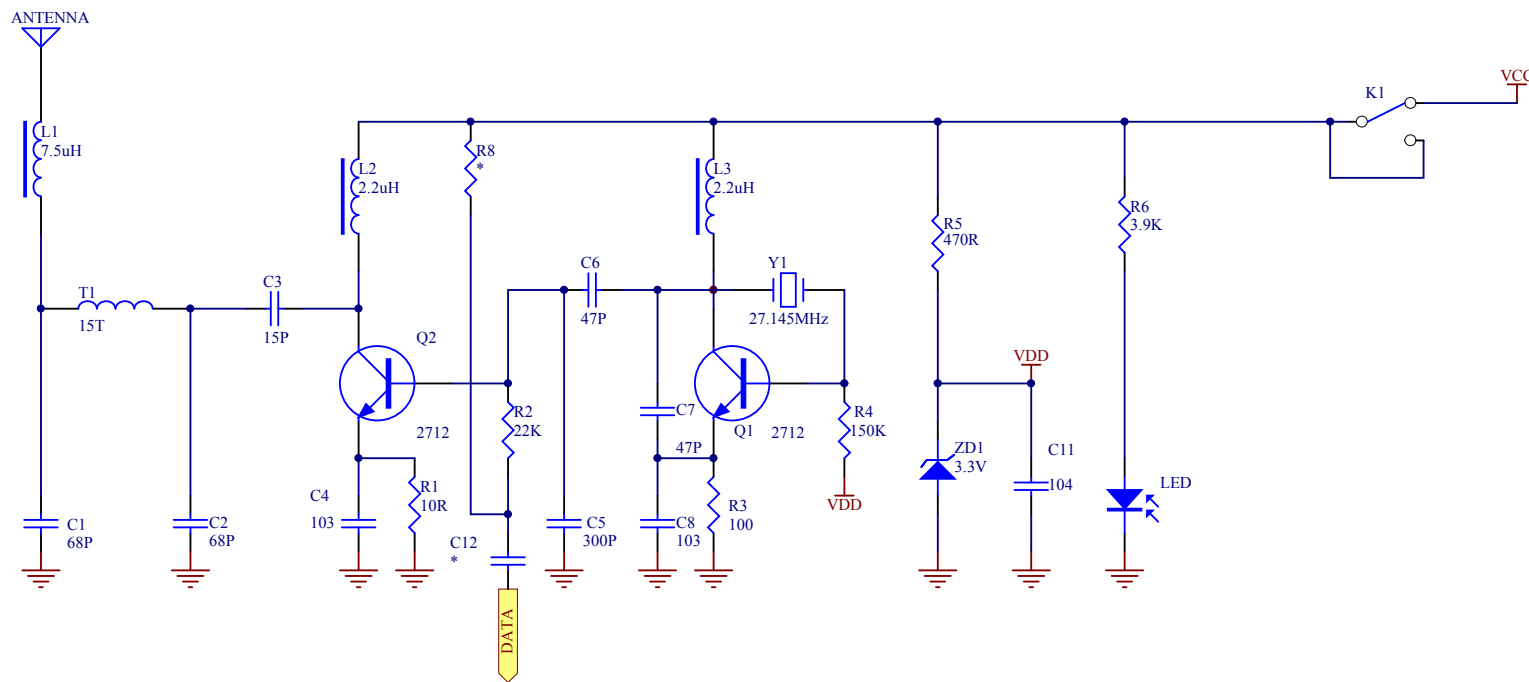 ANTENNA
VCC
K1
L1
7.5uH
R8
*
L2
2.2uH
L3
2.2uH
R5
470R
R6
3.9K
C6
47P
Y1
27.145MHz
T1
15T
C3
15P
Q2
2712
VDD
R2
22K
C7
47P
Q1
2712
R4
150K
VDD
ZD1
3.3V
C11
104
LED
C4
103
R1
10R
R3
100
C1
68P
C2
68P
C12
*
C5
300P
C8
103
DATA